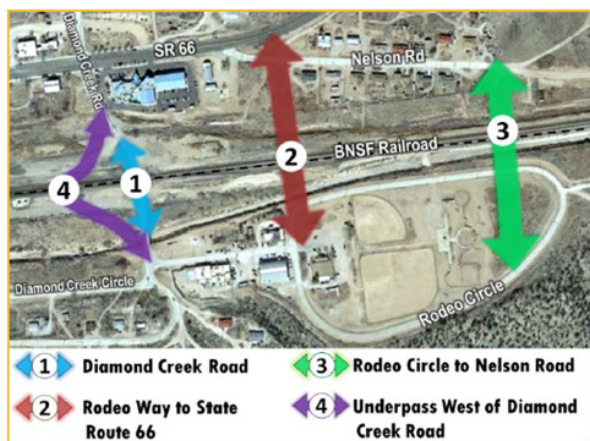 Diamond Creek Rd
SR 66
Nelson Rd
BNSF Railroad
1
2
3
4
Diamond Creek Circle
Rodeo Circle
1 Diamond Creek Road
3 Rodeo Circle to Nelson Road
2 Rodeo Way to State
Route 66
4 Underpass West of Diamond
Creek Road